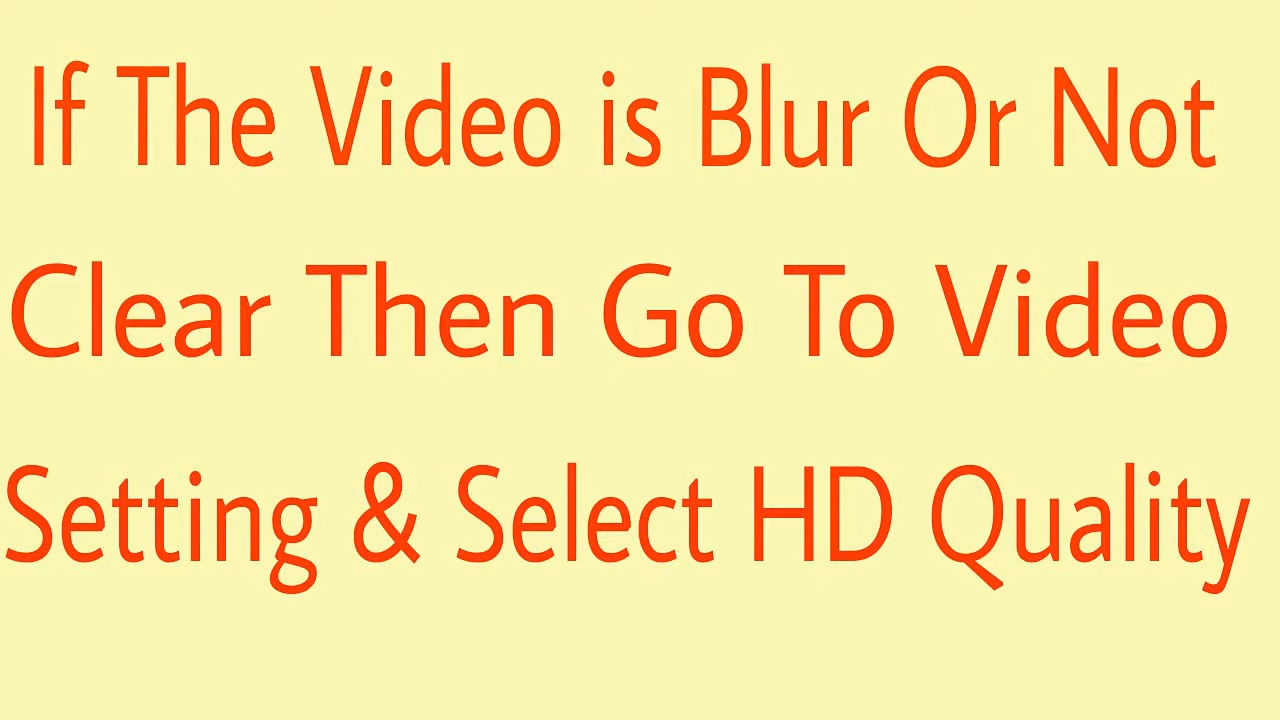 If The Video is Blur Or Not
Clear Then Go To Video
Setting & Select HD Quality